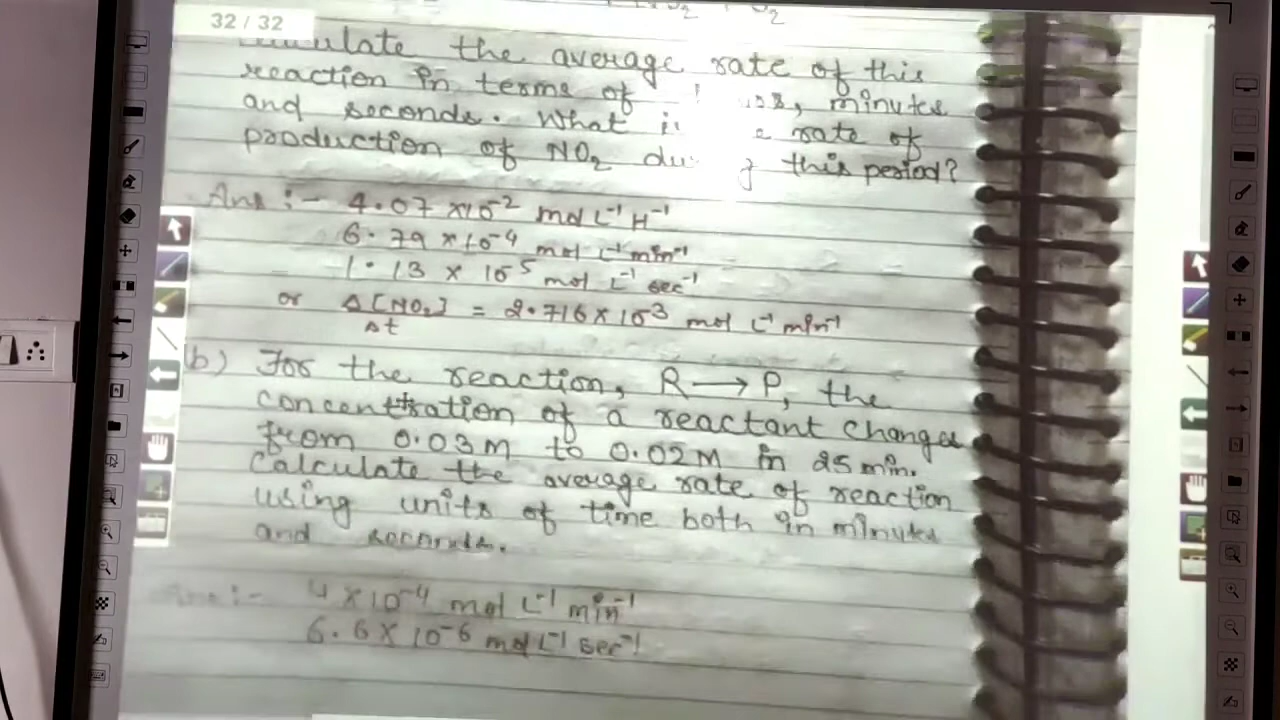 32 / 32
the average rate of this
reaction in terms of minutes
and seconds. What rate of
production of NO₂ this period?
Ans :- 4.07 × 10⁻² mol L⁻¹ H⁻¹
6.79 × 10⁻⁴ mol L⁻¹ min⁻¹
1.13 × 10⁻⁵ mol L⁻¹ sec⁻¹
or Δ[NO₂] = 2.716 × 10⁻³ mol L⁻¹ min⁻¹
Δt
b) For the reaction, R ⟶ P, the
concentration of a reactant changes
from 0.03M to 0.02M in 25 min.
Calculate the average rate of reaction
using units of time both in minutes
and seconds.
Ans :- 4 × 10⁻⁴ mol L⁻¹ min⁻¹
6.6 × 10⁻⁶ mol L⁻¹ sec⁻¹